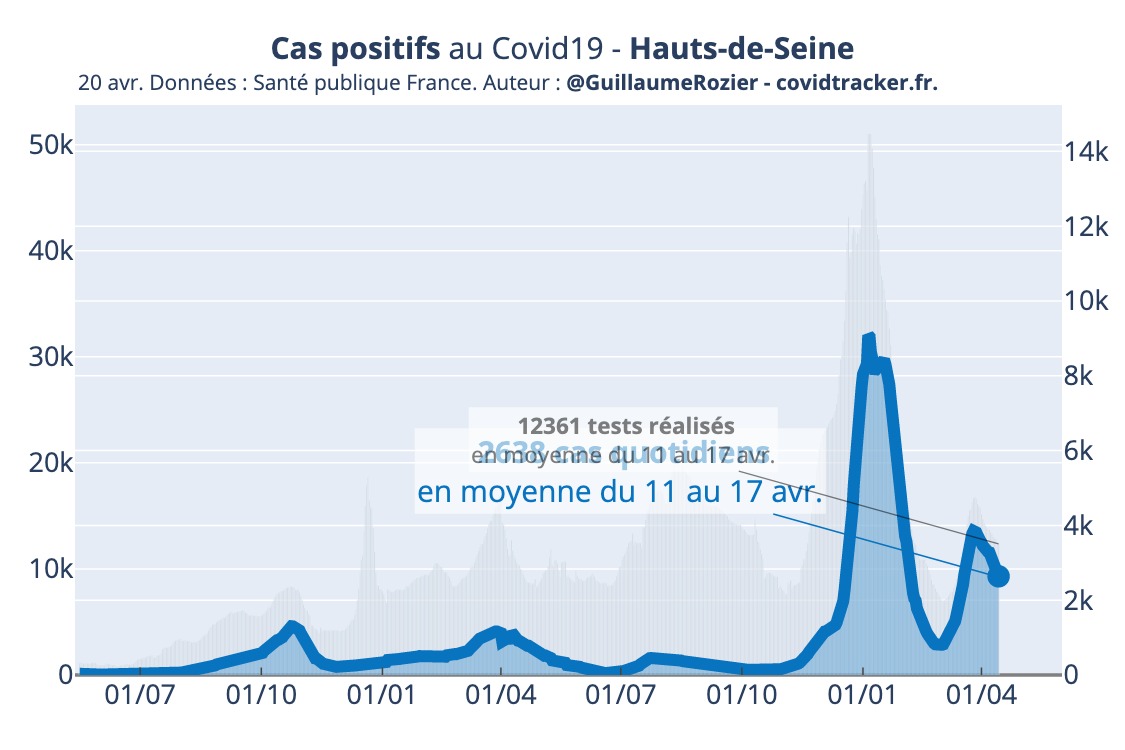 Cas positifs au Covid19 - Hauts-de-Seine
20 avr. Données : Santé publique France. Auteur : @GuillaumeRozier - covidtracker.fr.
50k
40k
30k
20k
10k
0
14k
12k
10k
8k
6k
4k
2k
0
12361 tests réalisés
en moyenne du 11 au 17 avr.
2638 cas quotidiens
en moyenne du 11 au 17 avr.
01/07
01/10
01/01
01/04
01/07
01/10
01/01
01/04